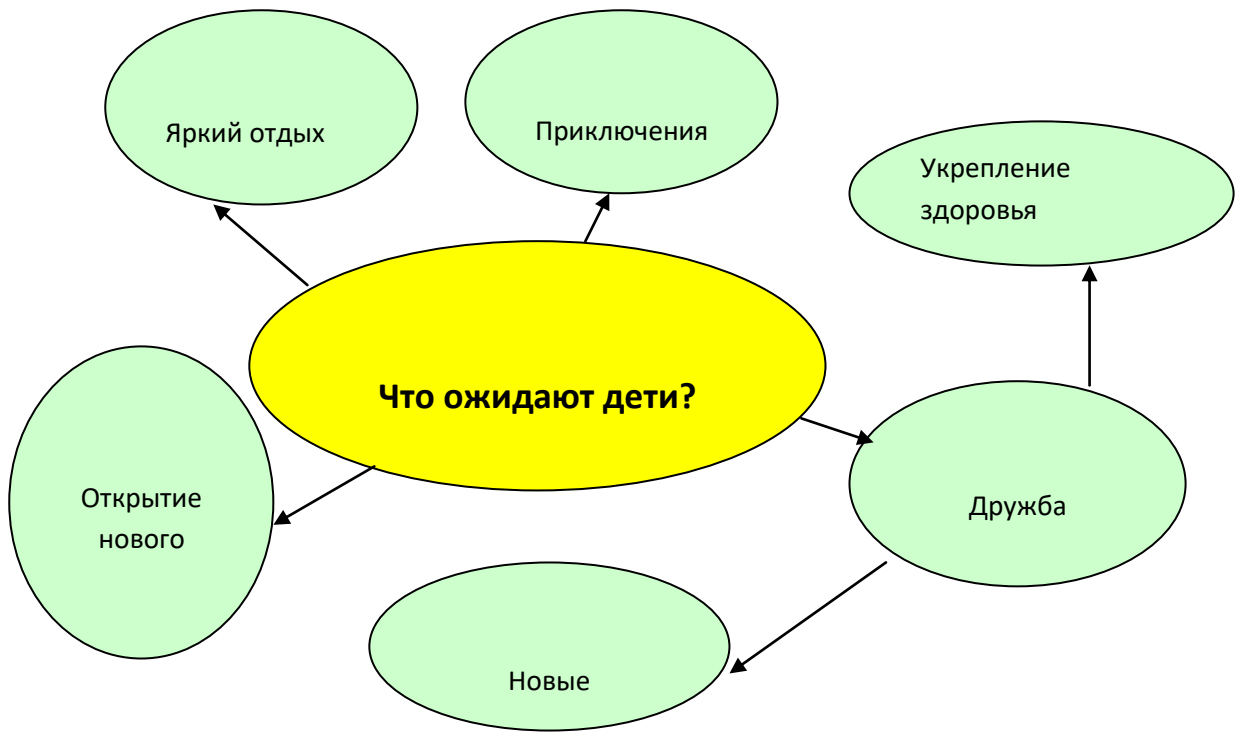 Яркий отдых
Приключения
Укрепление
здоровья
Что ожидают дети?
Открытие
нового
Дружба
Новые